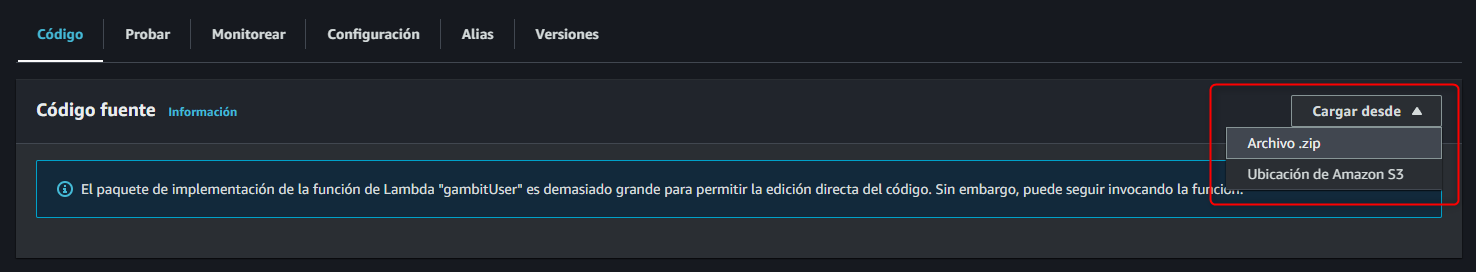 Código Probar Monitorear Configuración Alias Versiones
Código fuente Información
Cargar desde
Archivo .zip
Ubicación de Amazon S3
El paquete de implementación de la función de Lambda "gambitUser" es demasiado grande para permitir la edición directa del código. Sin embargo, puede seguir invocando la función.